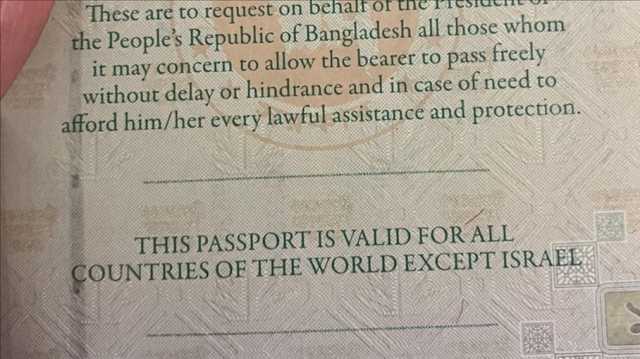 These are to request on behalf of the President of
the People's Republic of Bangladesh all those whom
it may concern to allow the bearer to pass freely
without delay or hindrance and in case of need to
afford him/her every lawful assistance and protection.
THIS PASSPORT IS VALID FOR ALL
COUNTRIES OF THE WORLD EXCEPT ISRAEL